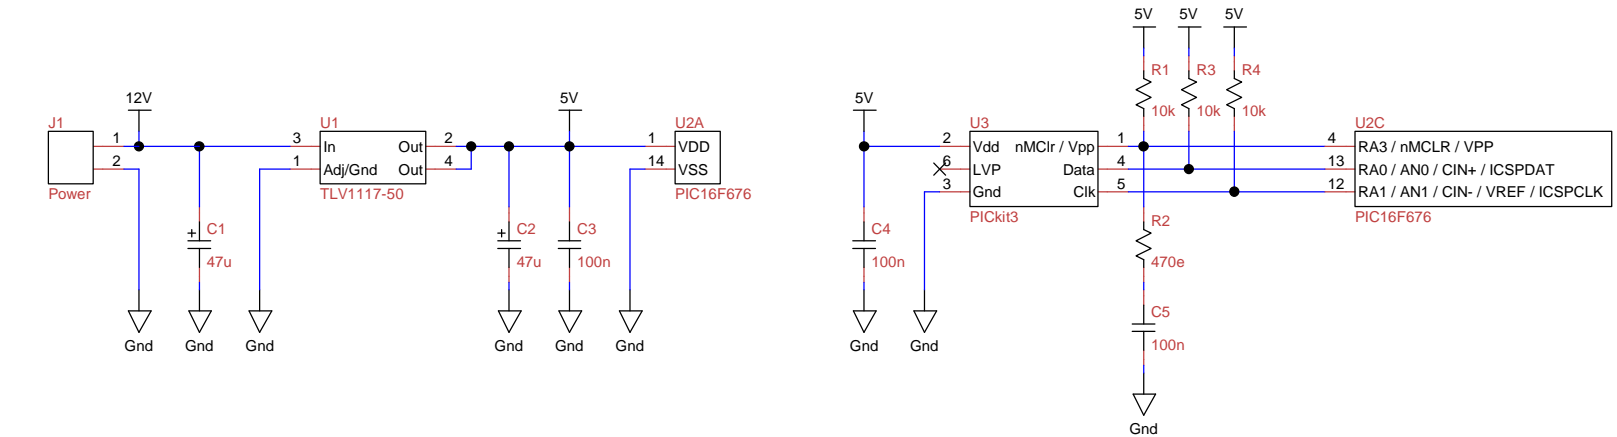 5V 5V 5V
R1 R3 R4
10k 10k 10k
12V 5V 5V
J1 U1 U2A U3 U2C
1 3 In Out 2 1 VDD 2 Vdd nMClr / Vpp 1 4 RA3 / nMCLR / VPP
2 1 Adj/Gnd Out 4 14 VSS 6 LVP Data 4 13 RA0 / AN0 / CIN+ / ICSPDAT
3 Gnd Clk 5 12 RA1 / AN1 / CIN- / VREF / ICSPCLK
Power TLV1117-50 PIC16F676 PICkit3 PIC16F676
+ C1 + C2 C3 C4 R2
47u 47u 100n 100n 470e
C5
100n
Gnd Gnd Gnd Gnd Gnd Gnd Gnd Gnd
Gnd